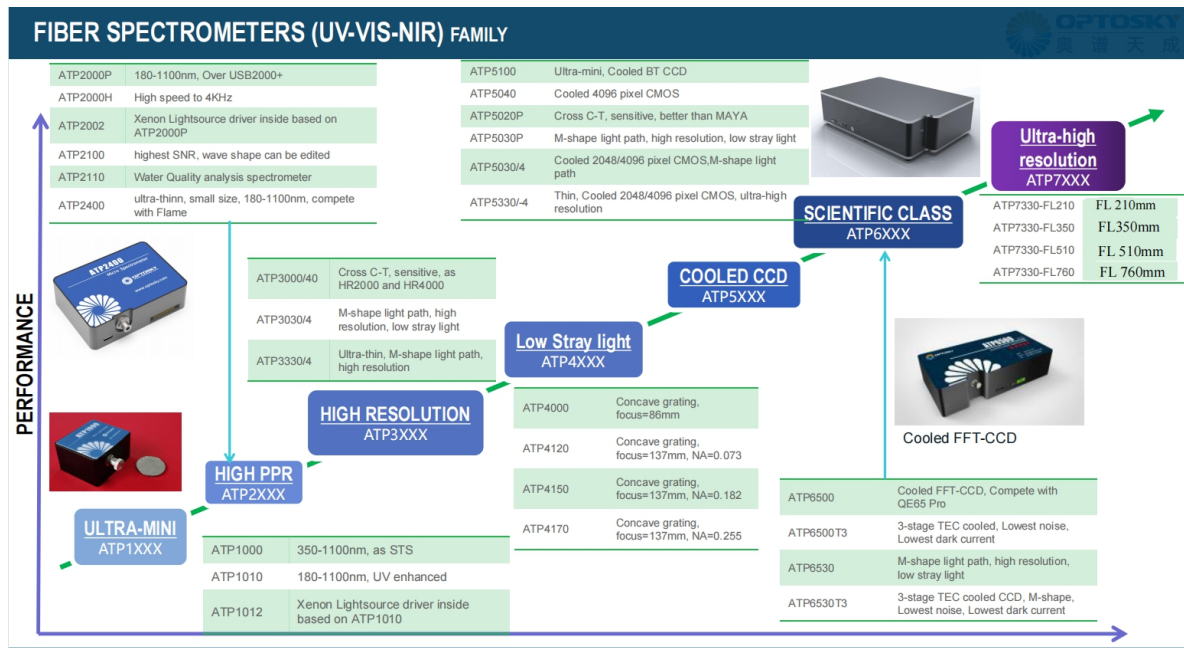 FIBER SPECTROMETERS (UV-VIS-NIR) FAMILY
OPTOSKY
奥谱天成
ATP2000P 180-1100nm, Over USB2000+
ATP2000H High speed to 4KHz
ATP2002 Xenon Lightsource driver inside based on
ATP2000P
ATP2100 highest SNR, wave shape can be edited
ATP2110 Water Quality analysis spectrometer
ATP2400 ultra-thinn, small size, 180-1100nm, compete
with Flame
ATP5100 Ultra-mini, Cooled BT CCD
ATP5040 Cooled 4096 pixel CMOS
ATP5020P Cross C-T, sensitive, better than MAYA
ATP5030P M-shape light path, high resolution, low stray light
ATP5030/4 Cooled 2048/4096 pixel CMOS,M-shape light
path
ATP5330/-4 Thin, Cooled 2048/4096 pixel CMOS, ultra-high
resolution
Ultra-high
resolution
ATP7XXX
ATP7330-FL210 FL 210mm
ATP7330-FL350 FL350mm
ATP7330-FL510 FL 510mm
ATP7330-FL760 FL 760mm
SCIENTIFIC CLASS
ATP6XXX
COOLED CCD
ATP5XXX
ATP3000/40 Cross C-T, sensitive, as
HR2000 and HR4000
ATP3030/4 M-shape light path, high
resolution, low stray light
ATP3330/4 Ultra-thin, M-shape light path,
high resolution
ATP2400
Micro Spectrometer
OPTOSKY
www.optosky.com
PERFORMANCE
Low Stray light
ATP4XXX
HIGH RESOLUTION
ATP3XXX
ATP4000 Concave grating,
focus=86mm
ATP4120 Concave grating,
focus=137mm, NA=0.073
ATP4150 Concave grating,
focus=137mm, NA=0.182
ATP4170 Concave grating,
focus=137mm, NA=0.255
ATP6500
Cooled FFT-CCD
ATP1000
HIGH PPR
ATP2XXX
ULTRA-MINI
ATP1XXX
ATP1000 350-1100nm, as STS
ATP1010 180-1100nm, UV enhanced
ATP1012 Xenon Lightsource driver inside
based on ATP1010
ATP6500 Cooled FFT-CCD, Compete with
QE65 Pro
ATP6500T3 3-stage TEC cooled, Lowest noise,
Lowest dark current
ATP6530 M-shape light path, high resolution,
low stray light
ATP6530T3 3-stage TEC cooled CCD, M-shape,
Lowest noise, Lowest dark current